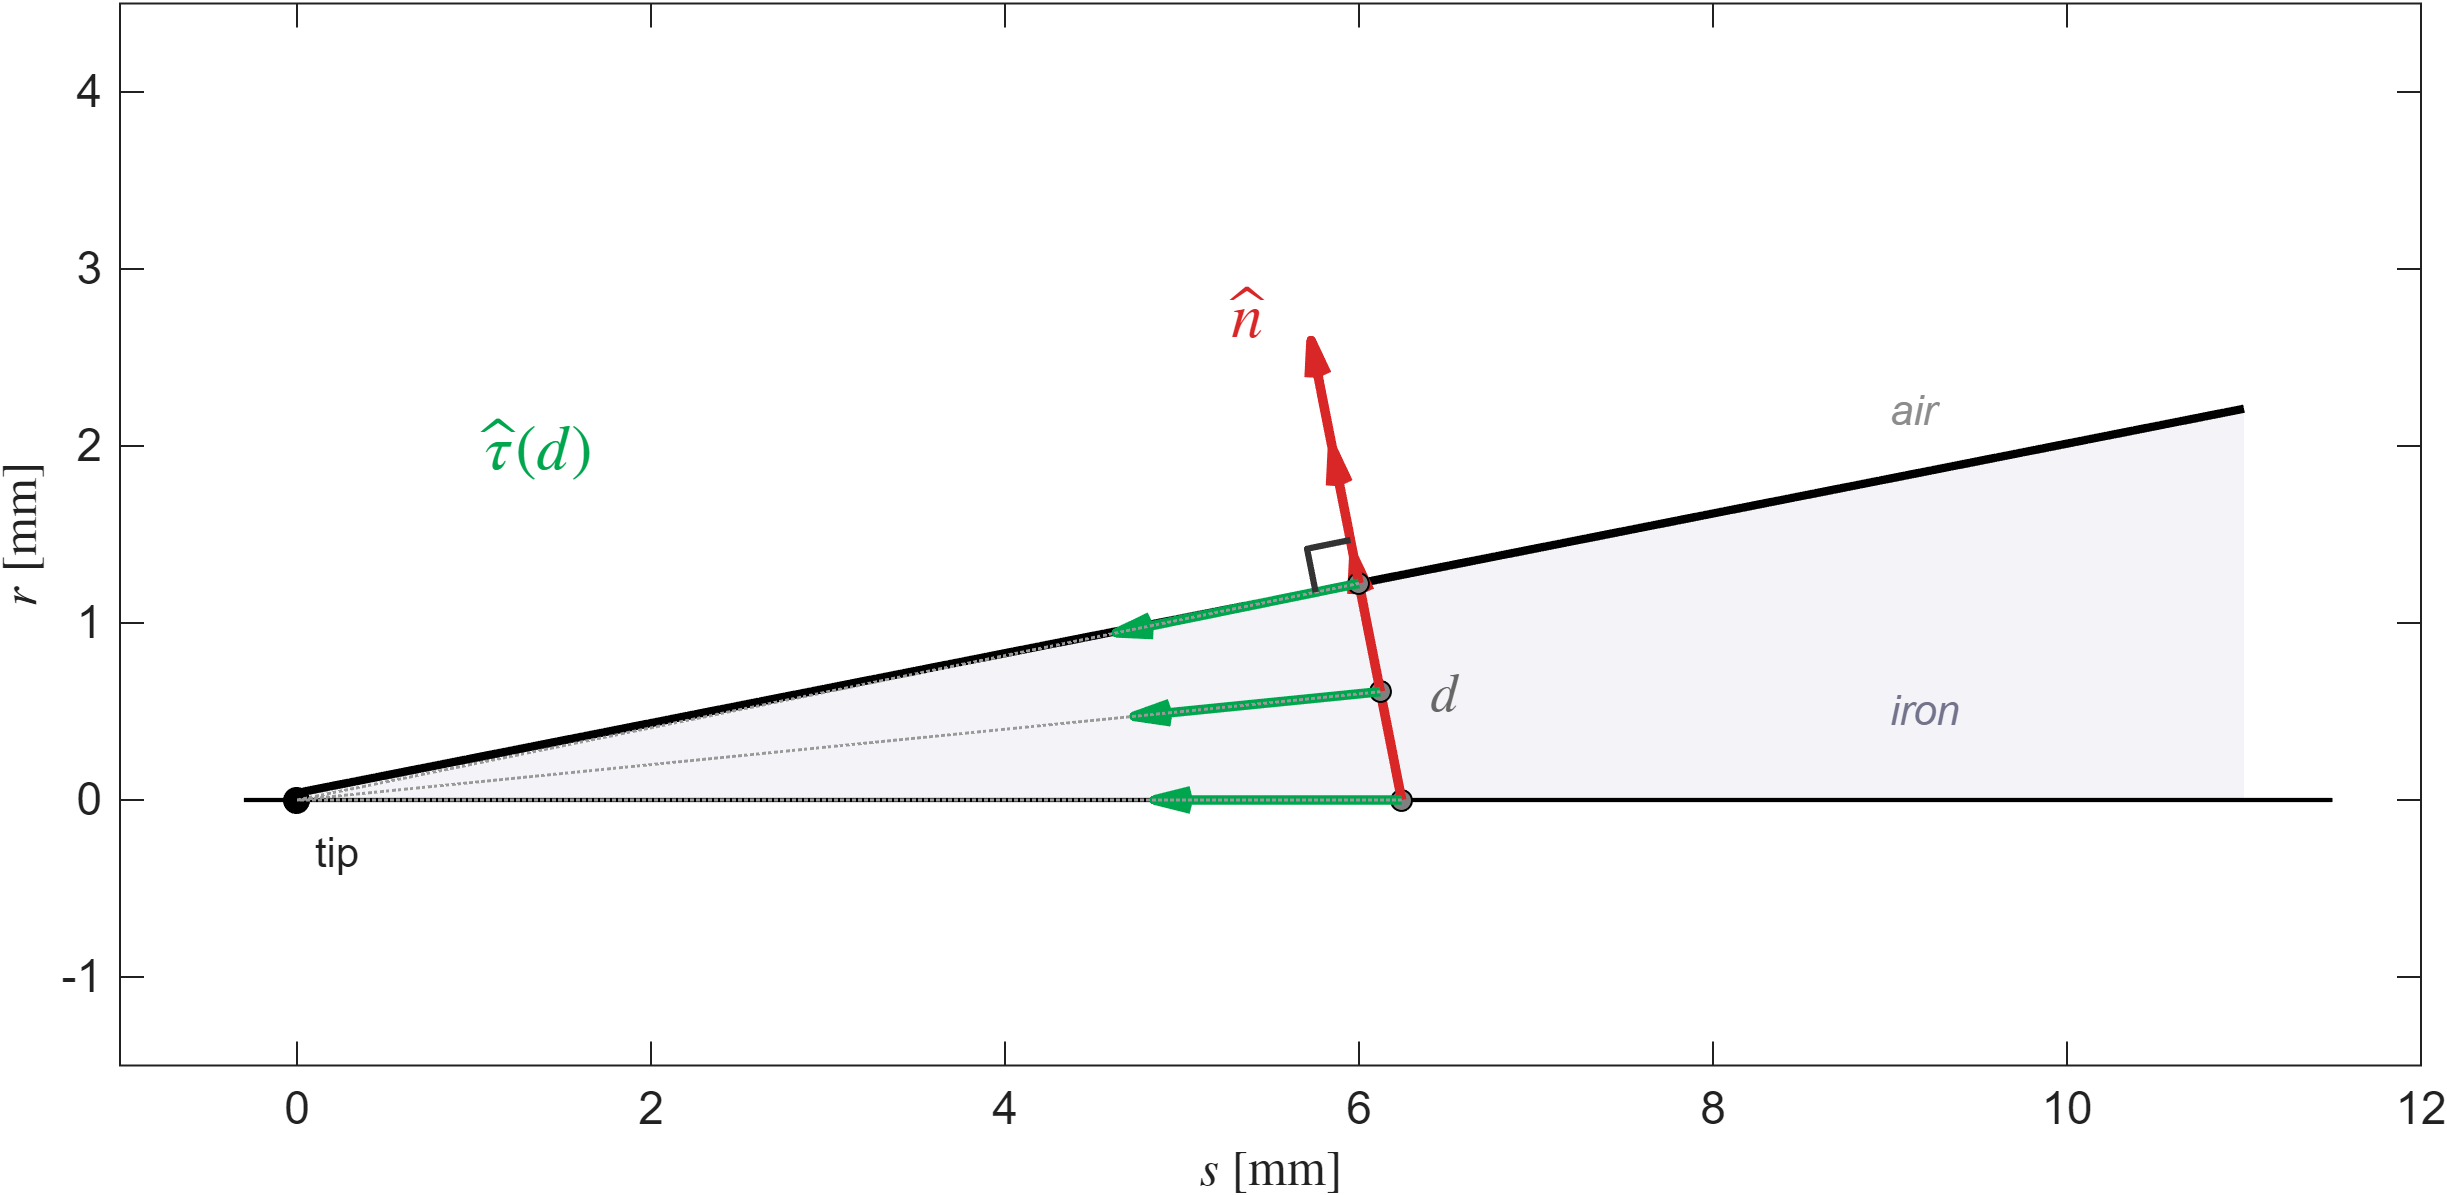 4
3
2
1
0
-1
r [mm]
n̂
τ̂(d)
air
d
iron
tip
0 2 4 6 8 10 12
s [mm]